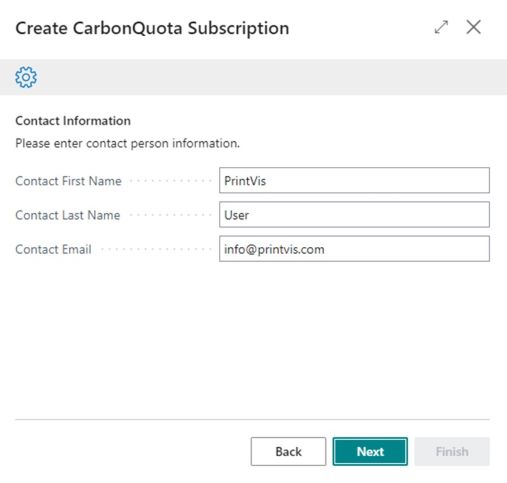 Create CarbonQuota Subscription
Contact Information
Please enter contact person information.
Contact First Name PrintVis
Contact Last Name User
Contact Email info@printvis.com
Back Next Finish